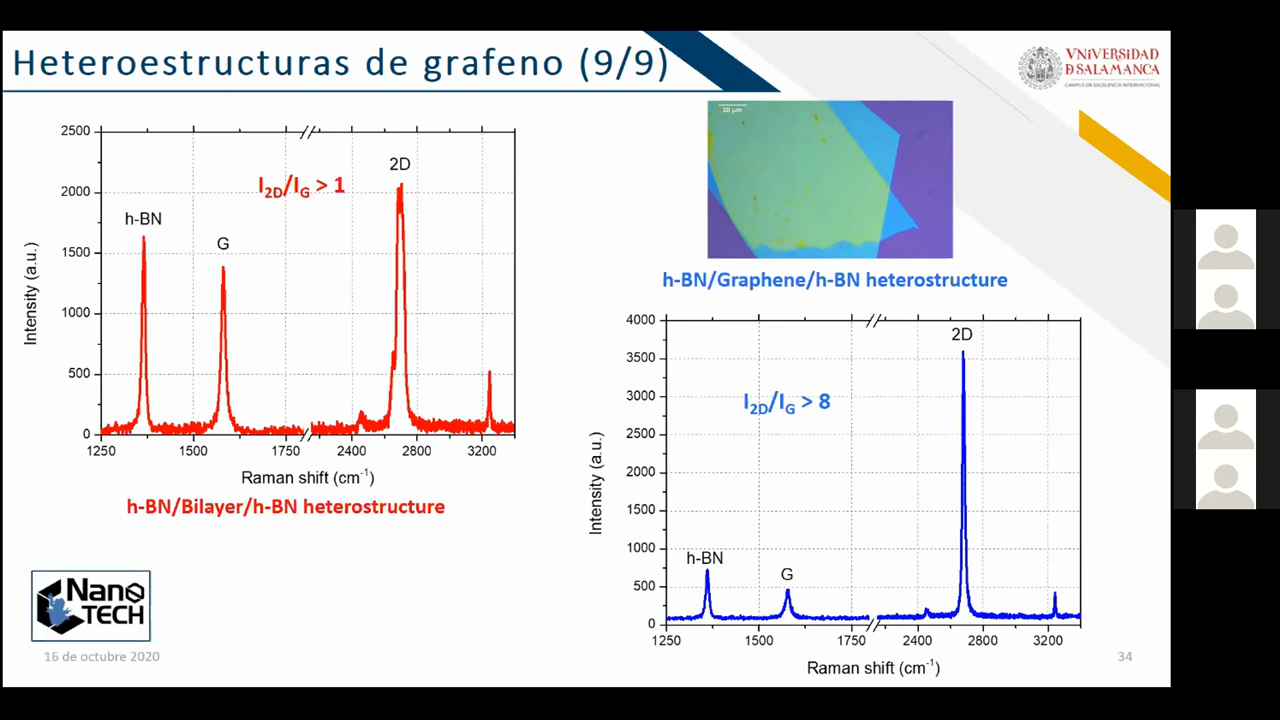 Heteroestructuras de grafeno (9/9)
VNiVERSiDAD
D SALAMANCA
CAMPUS DE EXCELENCIA INTERNACIONAL
2500
2000
1500
1000
500
0
Intensity (a.u.)
h-BN
G
2D
I2D/IG > 1
1250
1500
1750
2400
2800
3200
Raman shift (cm-1)
h-BN/Bilayer/h-BN heterostructure
10 μm
h-BN/Graphene/h-BN heterostructure
4000
3500
3000
2500
2000
1500
1000
500
0
Intensity (a.u.)
h-BN
G
2D
I2D/IG > 8
1250
1500
1750
2400
2800
3200
Raman shift (cm-1)
Nano
TECH
16 de octubre 2020
34